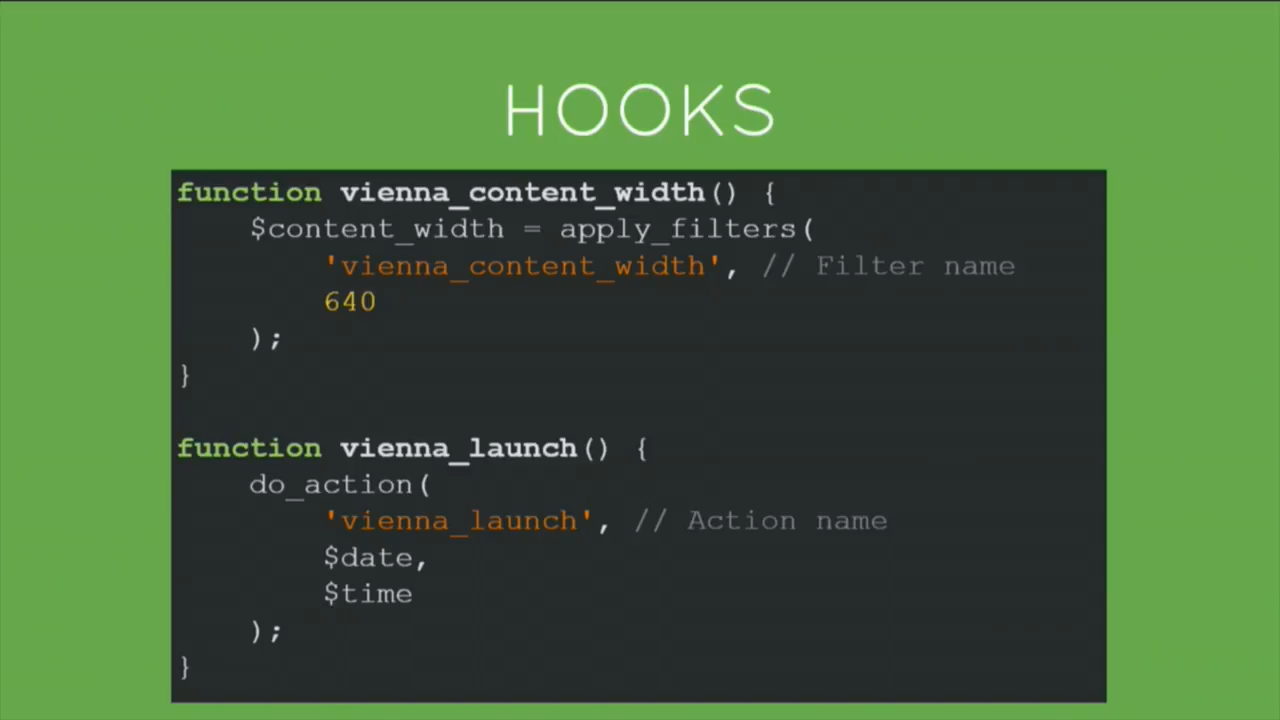 HOOKS
function vienna_content_width() {
    $content_width = apply_filters(
        'vienna_content_width', // Filter name
        640
    );
}
function vienna_launch() {
    do_action(
        'vienna_launch', // Action name
        $date,
        $time
    );
}